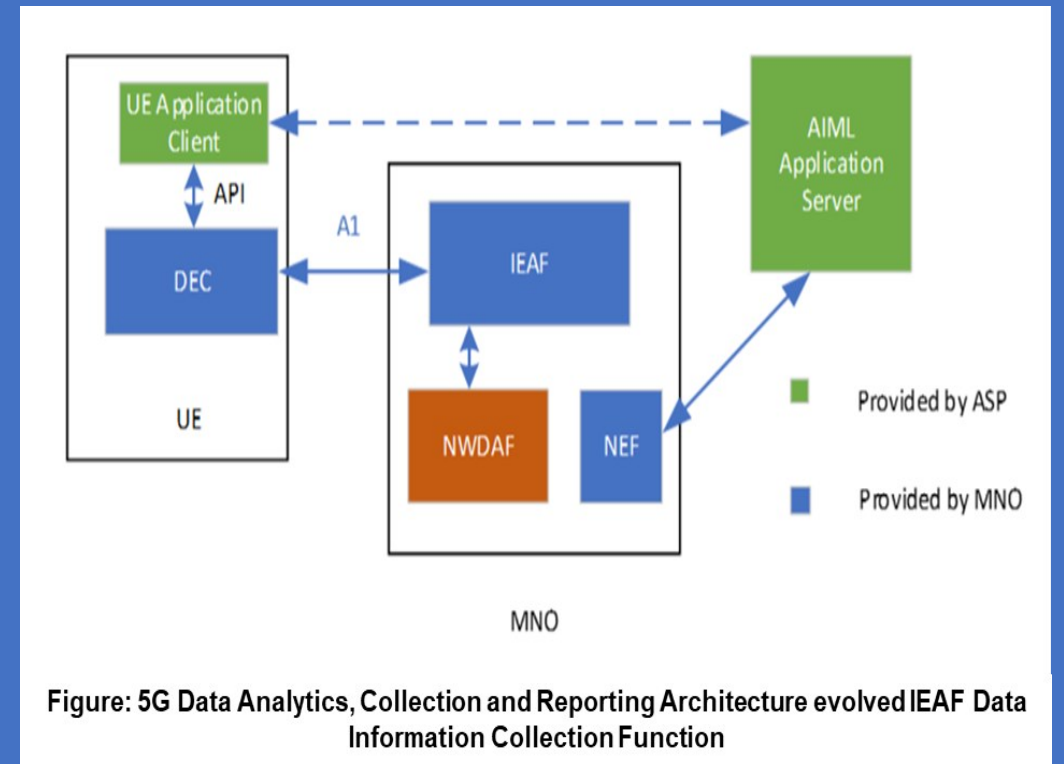 UE Application
Client
API
DEC
UE
A1
IEAF
NWDAF
NEF
MNO
AIML
Application
Server
Provided by ASP
Provided by MNO
Figure: 5G Data Analytics, Collection and Reporting Architecture evolved IEAF Data
Information Collection Function